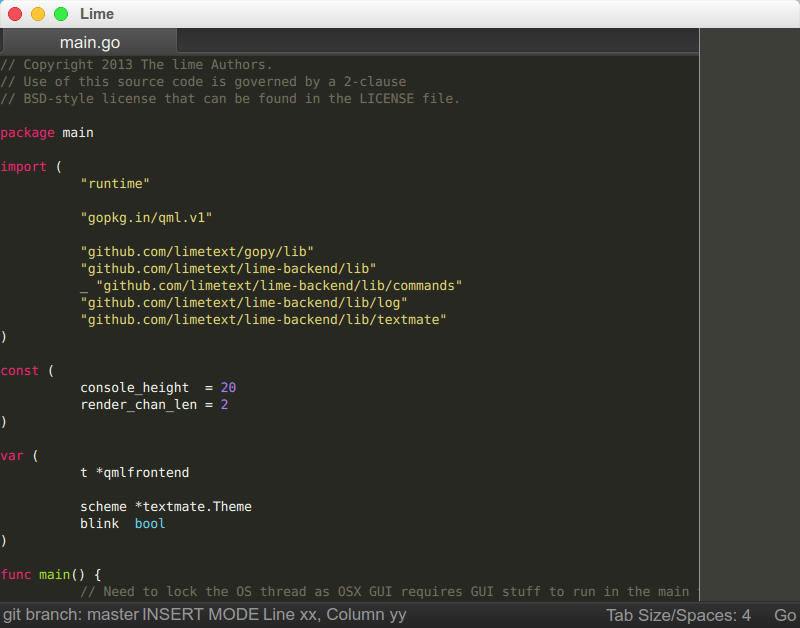 Lime
main.go
// Copyright 2013 The lime Authors.
// Use of this source code is governed by a 2-clause
// BSD-style license that can be found in the LICENSE file.
package main
import (
"runtime"
"gopkg.in/qml.v1"
"github.com/limetext/gopy/lib"
"github.com/limetext/lime-backend/lib"
_ "github.com/limetext/lime-backend/lib/commands"
"github.com/limetext/lime-backend/lib/log"
"github.com/limetext/lime-backend/lib/textmate"
)
const (
console_height  = 20
render_chan_len = 2
)
var (
t *qmlfrontend
scheme *textmate.Theme
blink  bool
)
func main() {
// Need to lock the OS thread as OSX GUI requires GUI stuff to run in the main
git branch: master INSERT MODE Line xx, Column yy Tab Size/Spaces: 4 Go